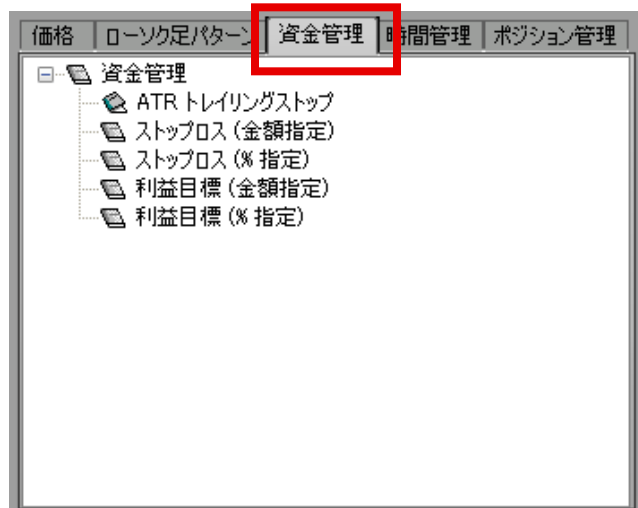 価格 ローソク足パターン 資金管理 時間管理 ポジション管理
資金管理
ATR トレイリングストップ
ストップロス (金額指定)
ストップロス (% 指定)
利益目標 (金額指定)
利益目標 (% 指定)